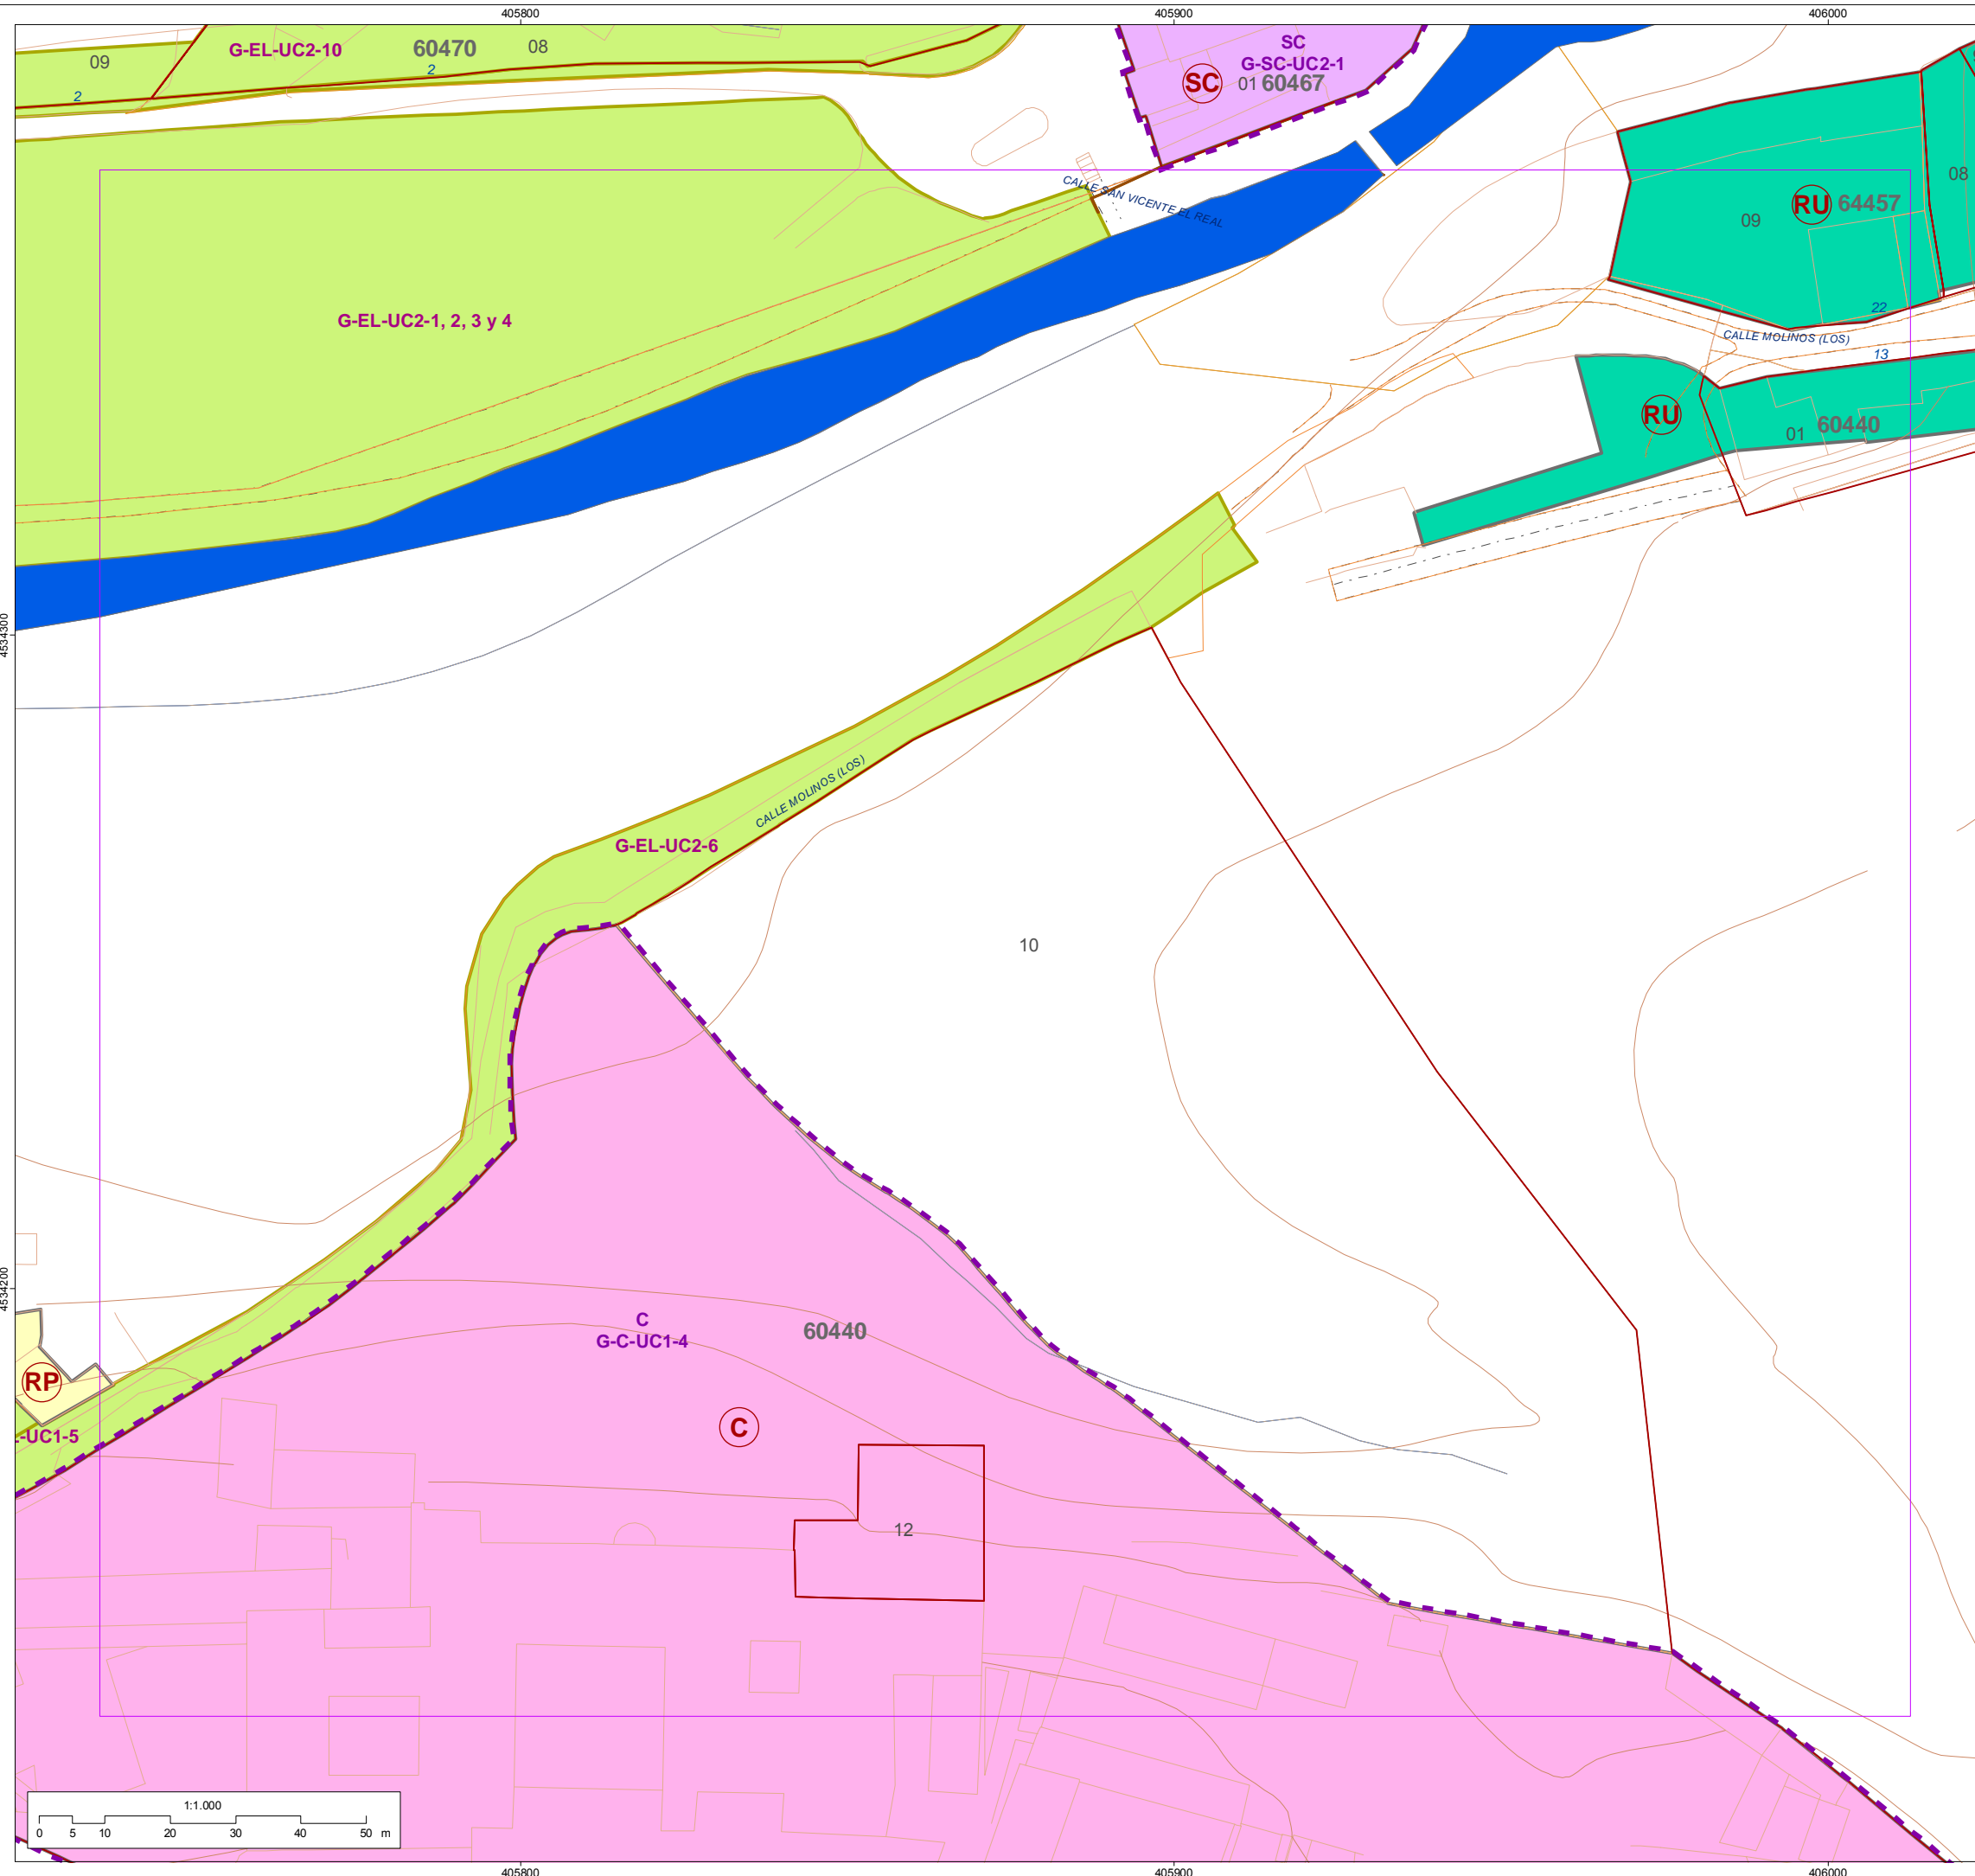 405800
405900
406000
G-EL-UC2-10
60470
08
09
2
2
SC
G-SC-UC2-1
SC
01
60467
CALLE SAN VICENTE EL REAL
08
RU
64457
09
G-EL-UC2-1, 2, 3 y 4
22
CALLE MOLINOS (LOS)
13
RU
01
60440
4534300
CALLE MOLINOS (LOS)
G-EL-UC2-6
10
4534200
C
G-C-UC1-4
60440
RP
C
-UC1-5
12
1:1.000
0 5 10 20 30 40 50 m
405800
405900
406000